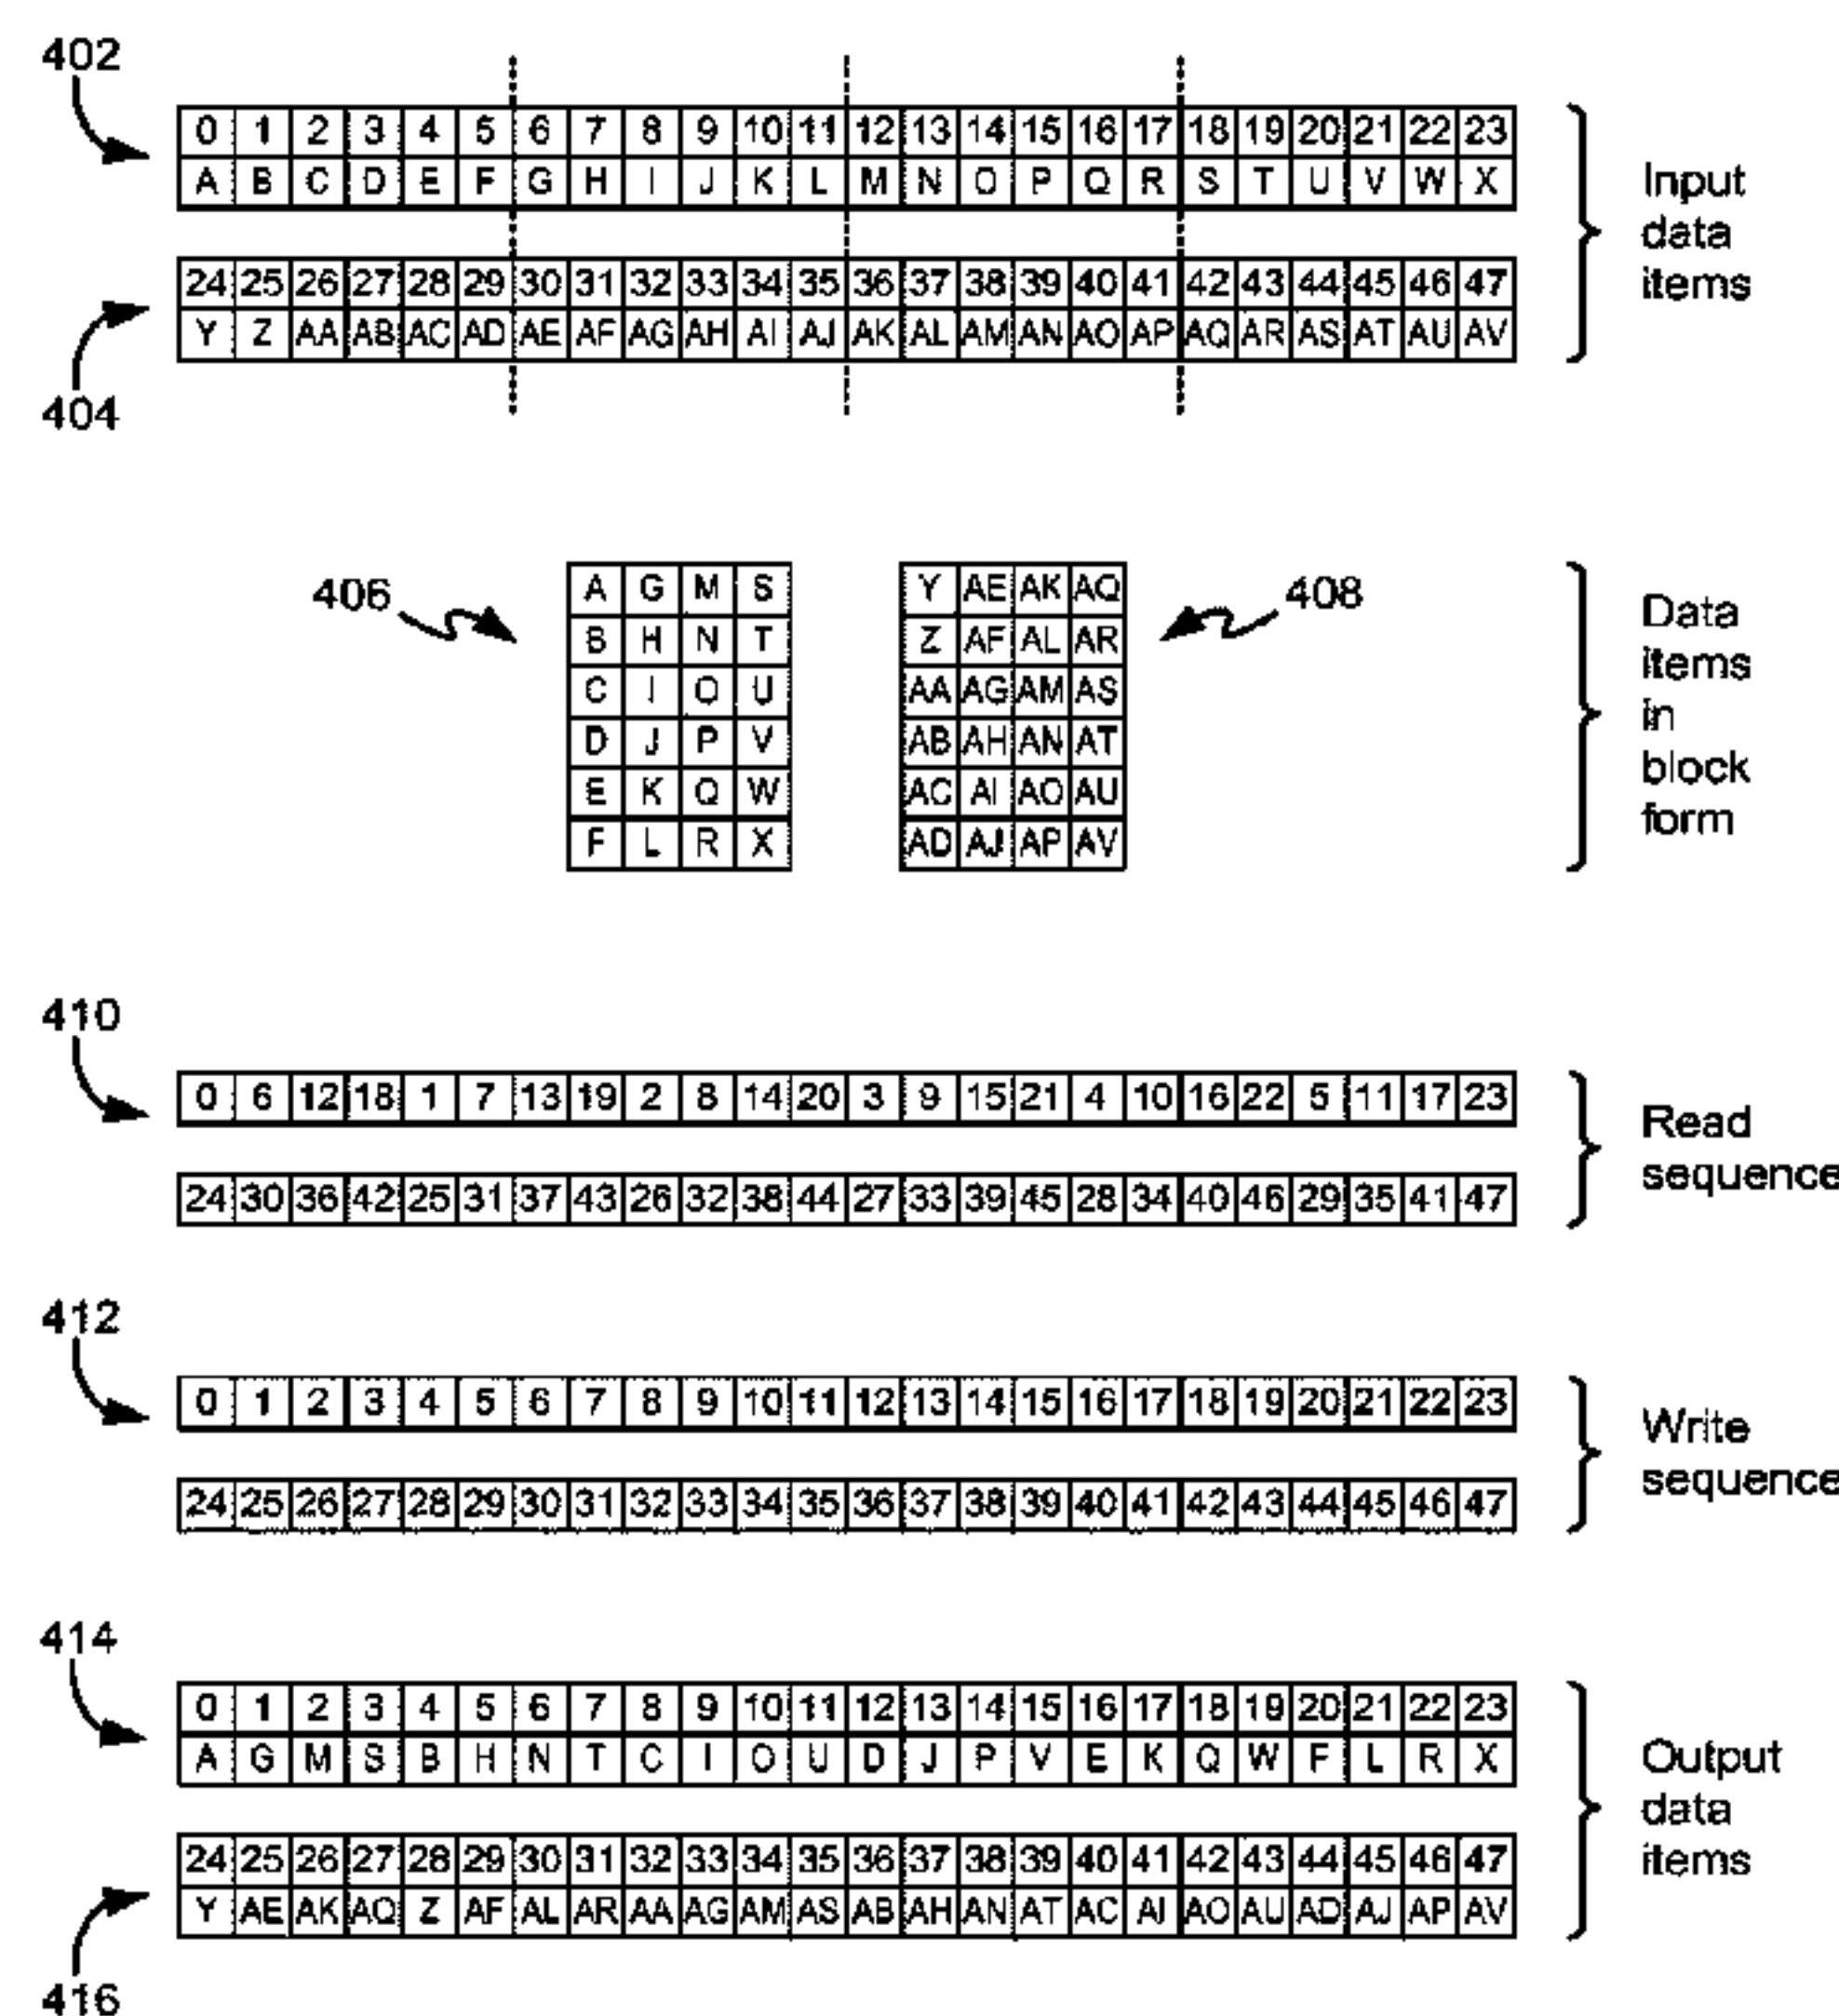 402
0 1 2 3 4 5 6 7 8 9 10 11 12 13 14 15 16 17 18 19 20 21 22 23
A B C D E F G H I J K L M N O P Q R S T U V W X
Input
data
items
24 25 26 27 28 29 30 31 32 33 34 35 36 37 38 39 40 41 42 43 44 45 46 47
Y Z AA AB AC AD AE AF AG AH AI AJ AK AL AM AN AO AP AQ AR AS AT AU AV
404
406
A G M S
B H N T
C I O U
D J P V
E K Q W
F L R X
Y AE AK AQ
Z AF AL AR
AA AG AM AS
AB AH AN AT
AC AI AO AU
AD AJ AP AV
408
Data
items
in
block
form
410
0 6 12 18 1 7 13 19 2 8 14 20 3 9 15 21 4 10 16 22 5 11 17 23
24 30 36 42 25 31 37 43 26 32 38 44 27 33 39 45 28 34 40 46 29 35 41 47
Read
sequence
412
0 1 2 3 4 5 6 7 8 9 10 11 12 13 14 15 16 17 18 19 20 21 22 23
24 25 26 27 28 29 30 31 32 33 34 35 36 37 38 39 40 41 42 43 44 45 46 47
Write
sequence
414
0 1 2 3 4 5 6 7 8 9 10 11 12 13 14 15 16 17 18 19 20 21 22 23
A G M S B H N T C I O U D J P V E K Q W F L R X
Output
data
items
24 25 26 27 28 29 30 31 32 33 34 35 36 37 38 39 40 41 42 43 44 45 46 47
Y AE AK AQ Z AF AL AR AA AG AM AS AB AH AN AT AC AI AO AU AD AJ AP AV
416